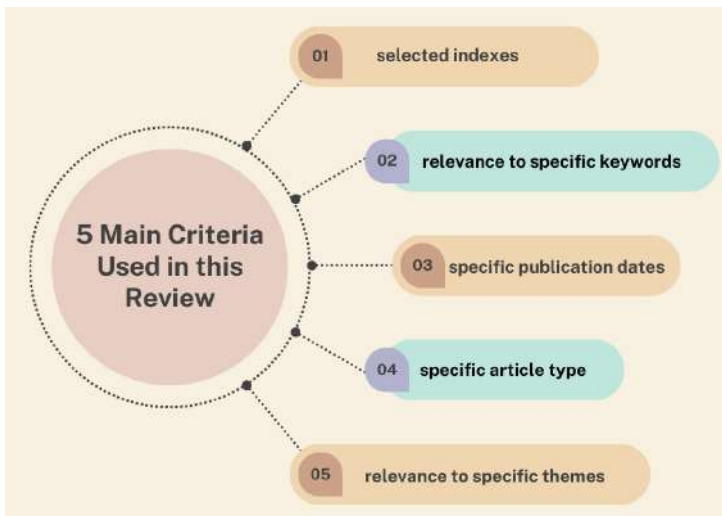 01 selected indexes
02 relevance to specific keywords
5 Main Criteria
Used in this
Review
03 specific publication dates
04 specific article type
05 relevance to specific themes